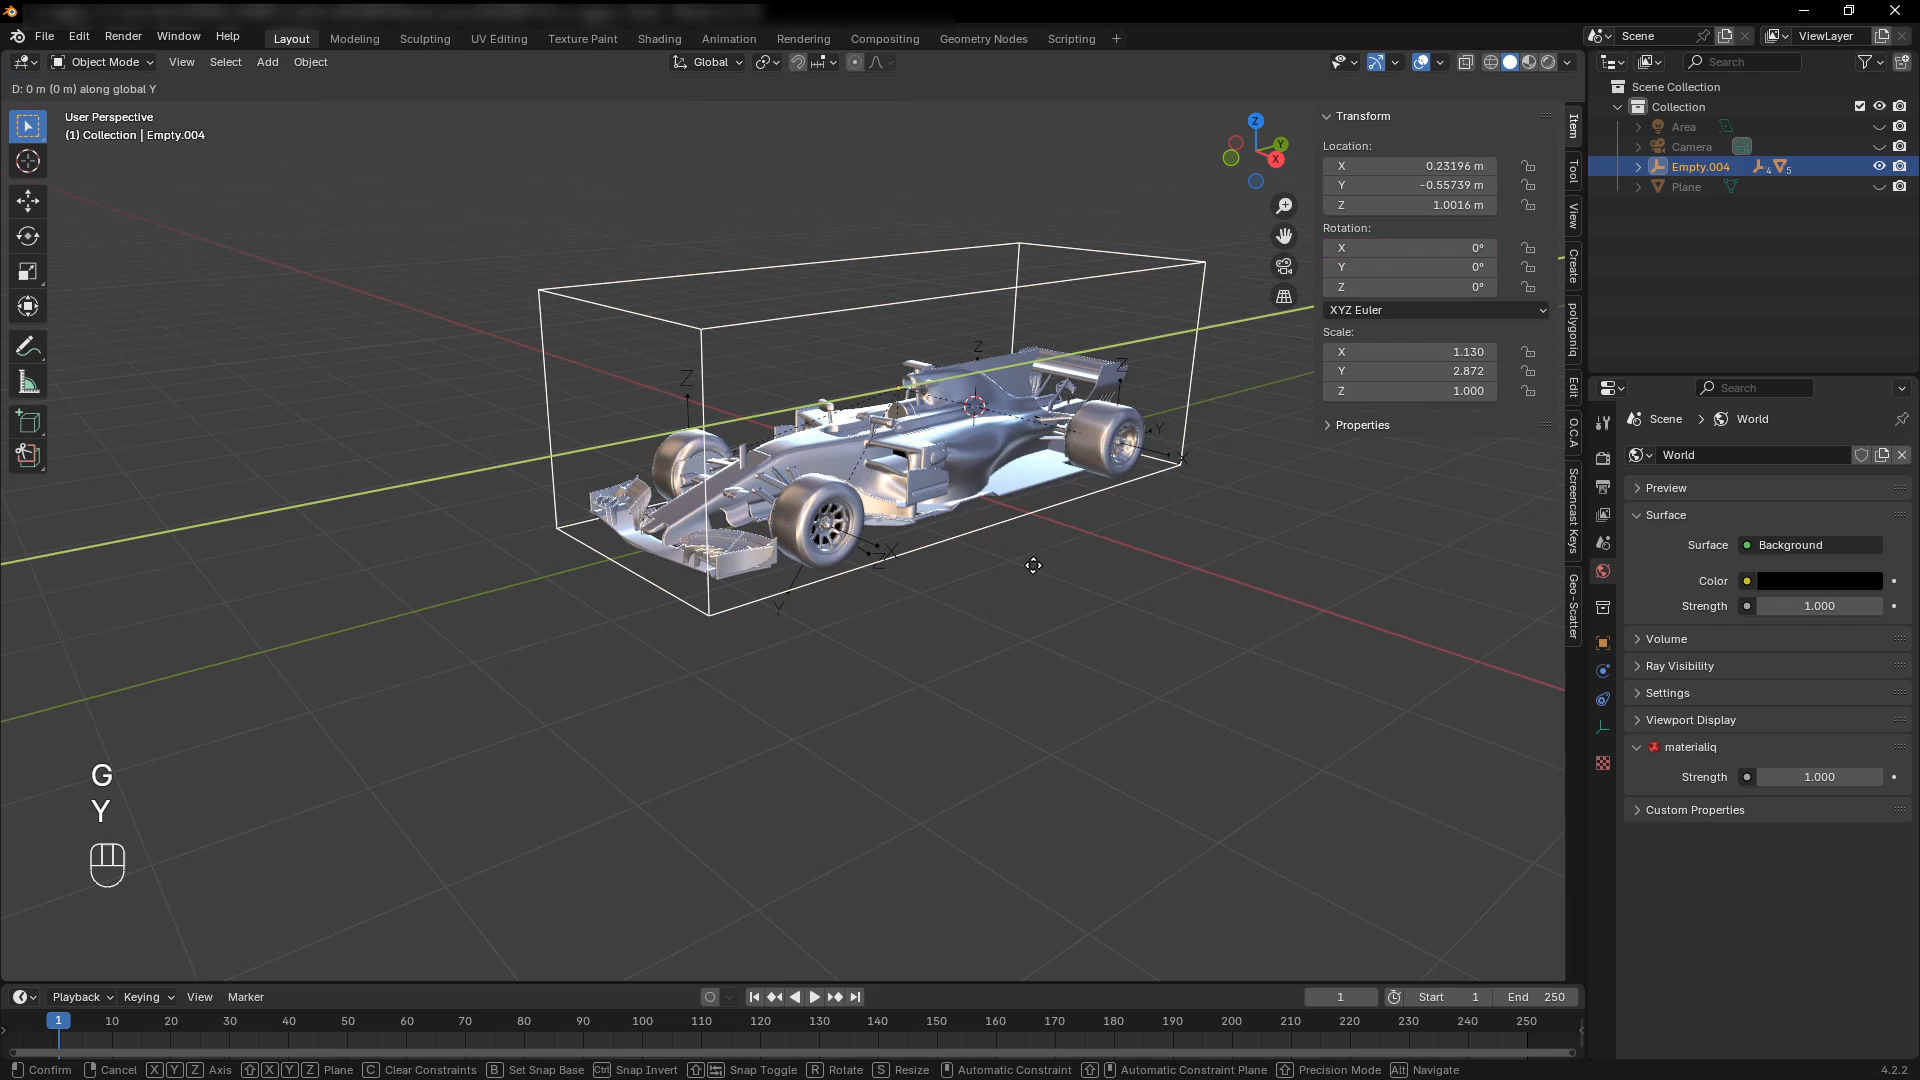 File Edit Render Window Help
Layout Modeling Sculpting UV Editing Texture Paint Shading Animation Rendering Compositing Geometry Nodes Scripting +
Scene ViewLayer
Object Mode View Select Add Object
Global
Search
D: 0 m (0 m) along global Y
User Perspective
(1) Collection | Empty.004
Z
Y
X
Transform
Location:
X 0.23196 m
Y -0.55739 m
Z 1.0016 m
Rotation:
X 0°
Y 0°
Z 0°
XYZ Euler
Scale:
X 1.130
Y 2.872
Z 1.000
Properties
Item
Tool
View
Create
polygoniq
Edit
O.C.A
Screencast Keys
Geo-Scatter
Scene Collection
Collection
Area
Camera
Empty.004 4 5
Plane
Search
Scene World
World
Preview
Surface
Surface Background
Color
Strength 1.000
Volume
Ray Visibility
Settings
Viewport Display
materialiq
Strength 1.000
Custom Properties
Z
Z
Z
Y
X
X
Z
Y
G
Y
Playback Keying View Marker
1 Start 1 End 250
1 10 20 30 40 50 60 70 80 90 100 110 120 130 140 150 160 170 180 190 200 210 220 230 240 250
Confirm Cancel X Y Z Axis X Y Z Plane C Clear Constraints B Set Snap Base Ctrl Snap Invert Snap Toggle R Rotate S Resize Automatic Constraint Automatic Constraint Plane Precision Mode Alt Navigate 4.2.2